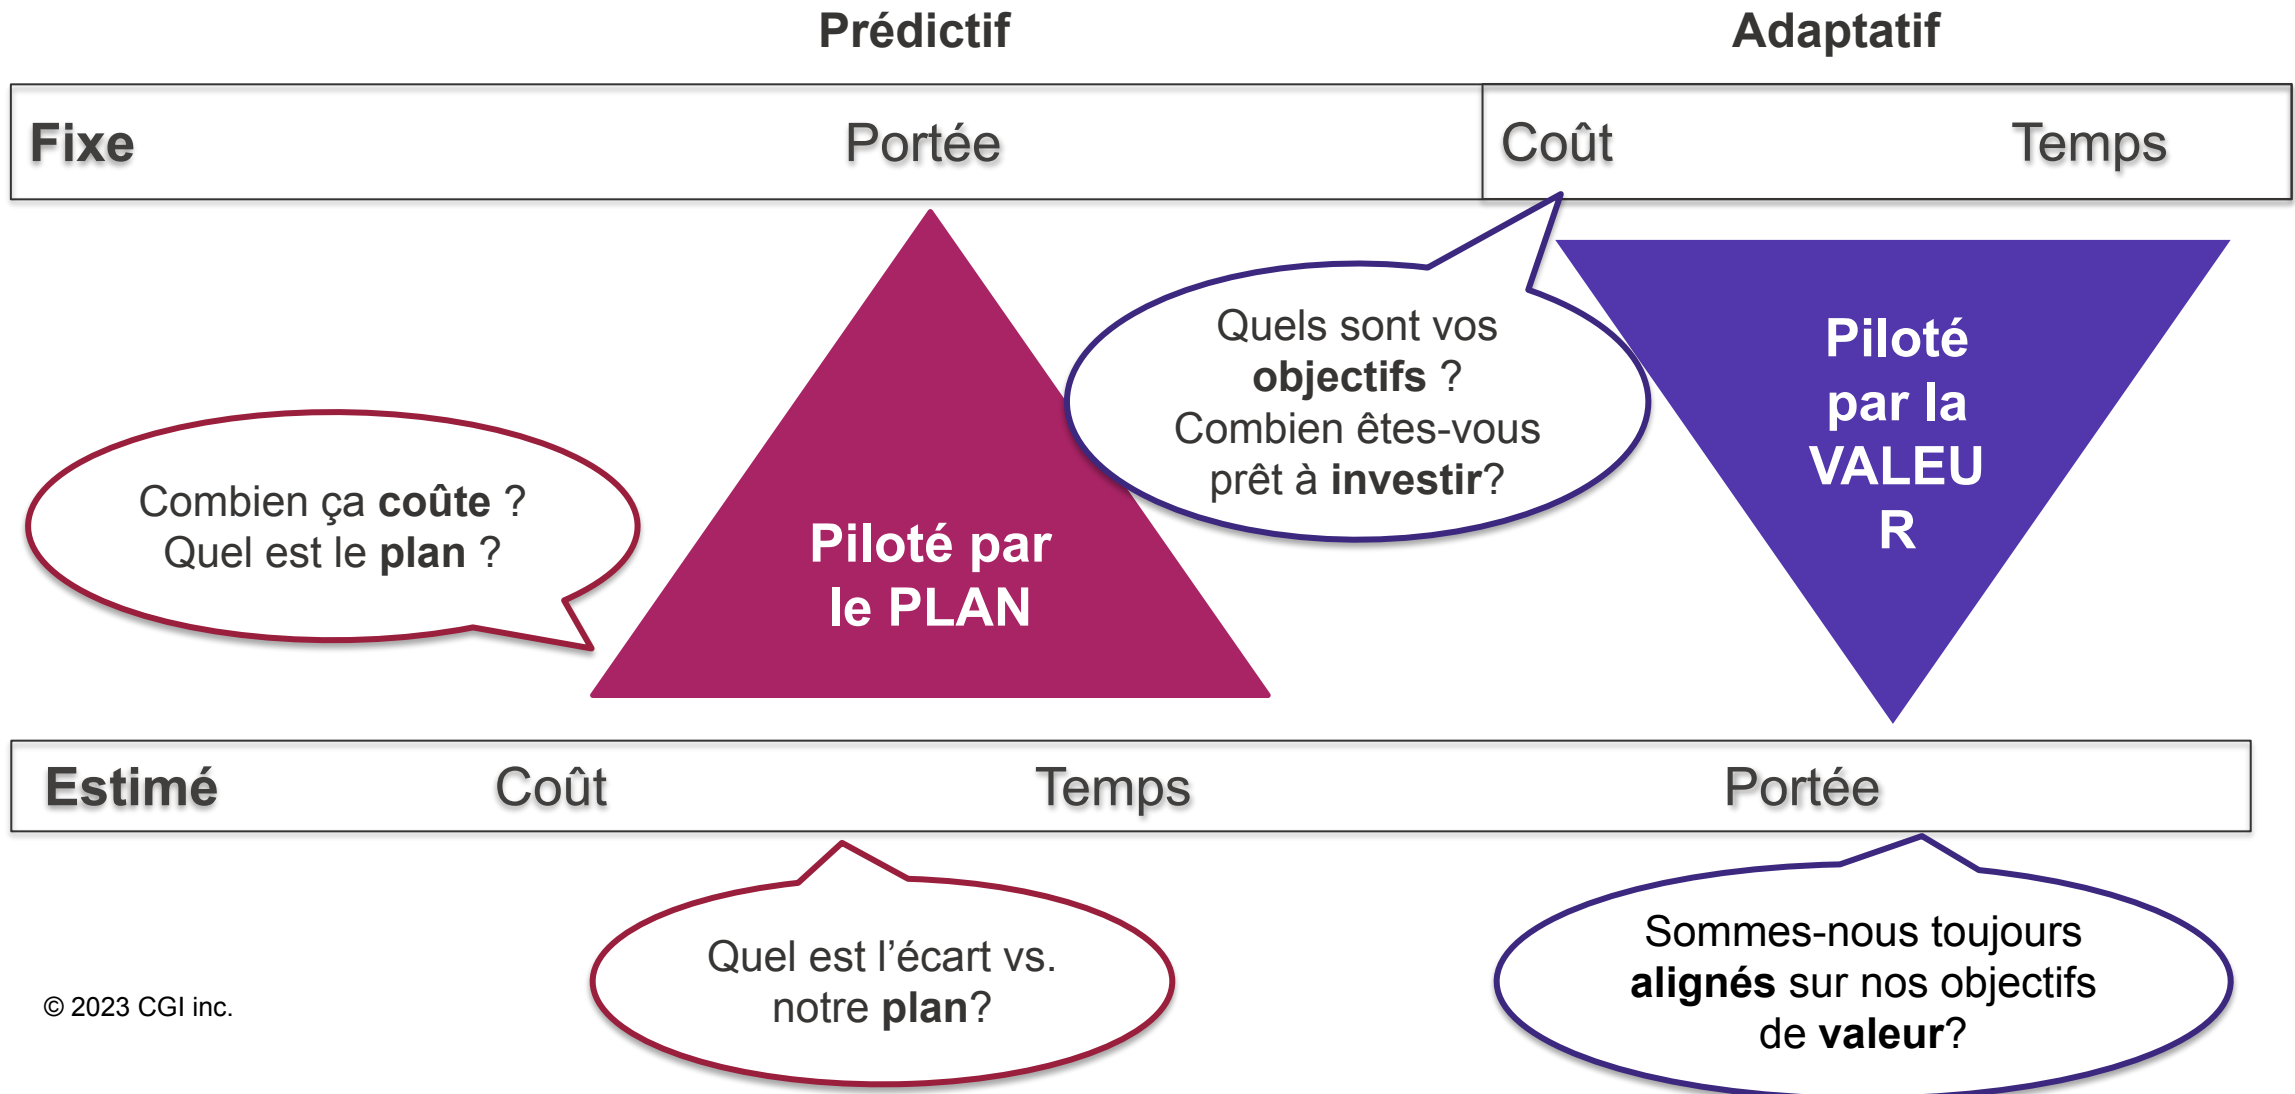 Prédictif
Adaptatif
Fixe
Portée
Coût
Temps
Quels sont vos
objectifs ?
Combien êtes-vous
prêt à investir?
Piloté
par la
VALEU
R
Combien ça coûte ?
Quel est le plan ?
Piloté par
le PLAN
Estimé
Coût
Temps
Portée
Quel est l’écart vs.
notre plan?
Sommes-nous toujours
alignés sur nos objectifs
de valeur?
© 2023 CGI inc.